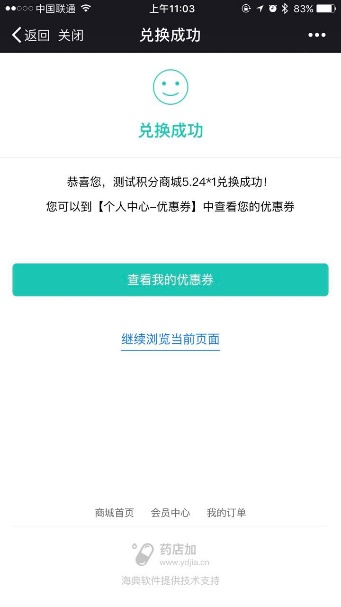 中国联通 上午11:03 83%
返回 关闭 兑换成功
兑换成功
恭喜您，测试积分商城5.24*1兑换成功！
您可以到【个人中心-优惠券】中查看您的优惠券
查看我的优惠券
继续浏览当前页面
商城首页 会员中心 我的订单
药店加
www.ydjia.cn
海典软件提供技术支持